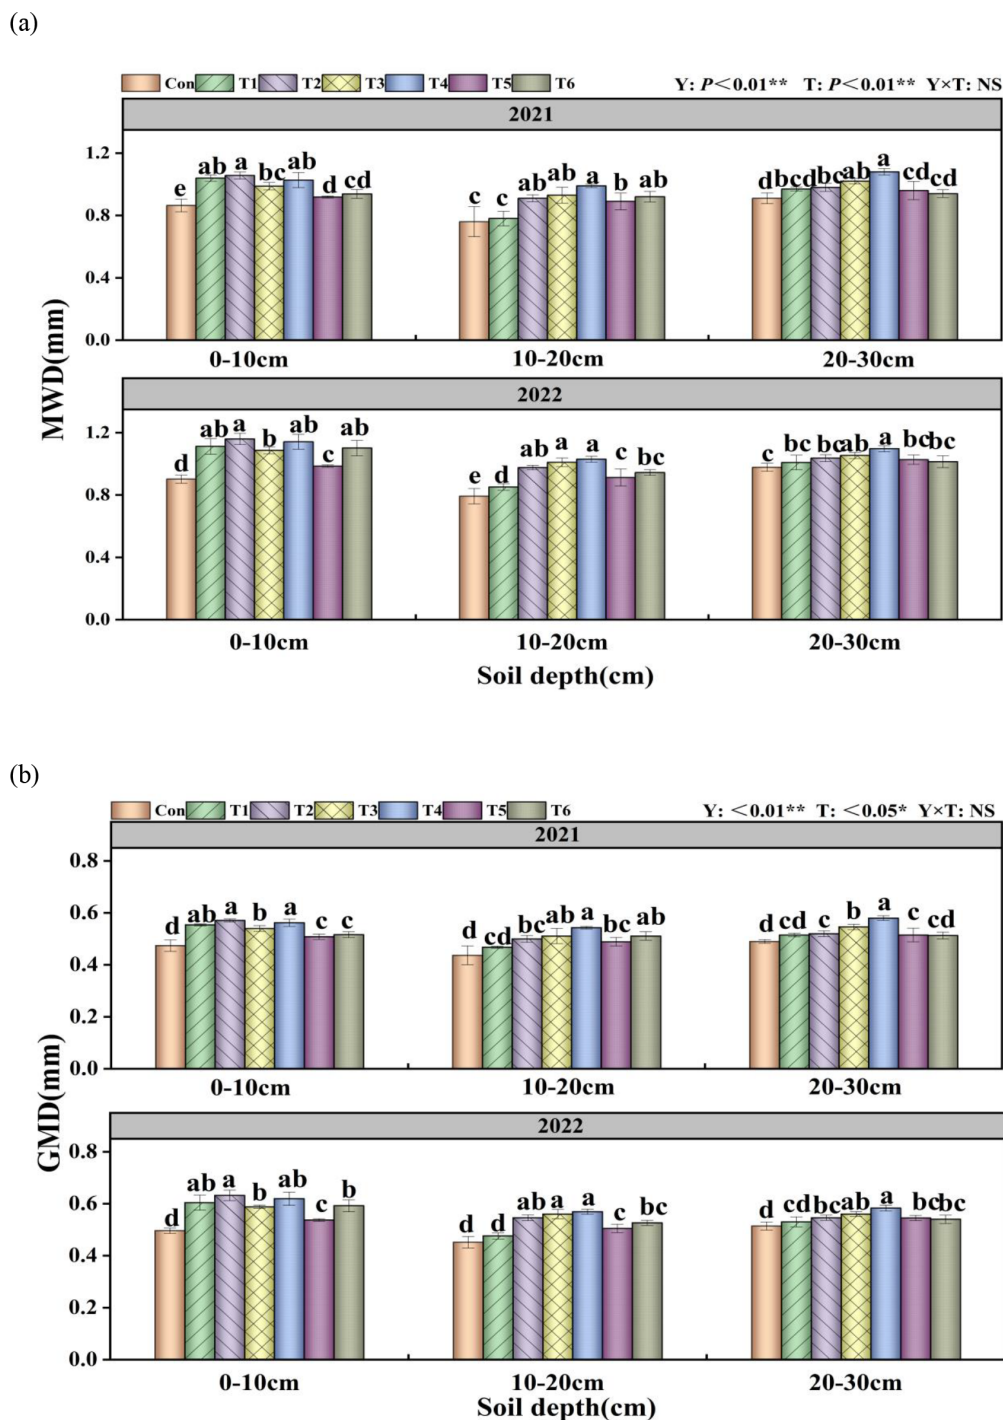 (a)
Con T1 T2 T3 T4 T5 T6 Y: P<0.01** T: P<0.01** Y×T: NS
2021
1.2
0.8
0.4
0.0
e ab a bc ab d cd
c c ab ab a b ab
d bcd bc ab a cd cd
0-10cm 10-20cm 20-30cm
MWD(mm)
2022
1.2
0.8
0.4
0.0
d ab a b ab c ab
e d ab a a c bc
c bc bc ab a bc bc
0-10cm 10-20cm 20-30cm
Soil depth(cm)
(b)
Con T1 T2 T3 T4 T5 T6 Y: <0.01** T: <0.05* Y×T: NS
2021
0.8
0.6
0.4
0.2
0.0
d ab a b a c c
d cd bc ab a bc ab
d cd c b a c cd
0-10cm 10-20cm 20-30cm
GMD(mm)
2022
0.8
0.6
0.4
0.2
0.0
d ab a b ab c b
d d ab a a c bc
d cd bc ab a bc bc
0-10cm 10-20cm 20-30cm
Soil depth(cm)